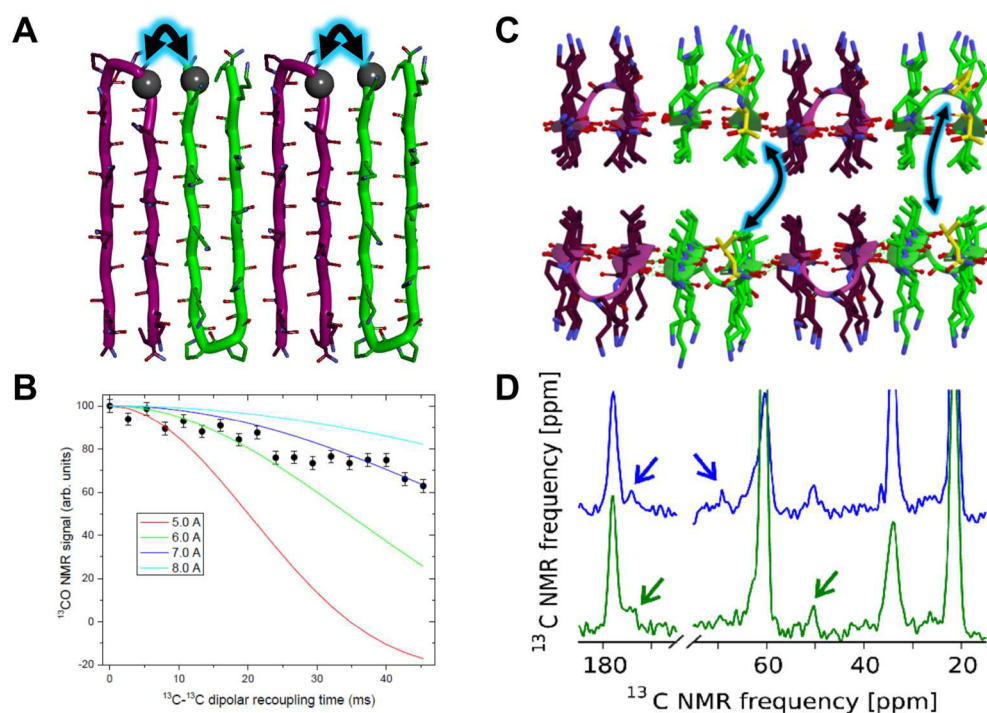 A
C
B
100
80
60
40
20
0
-20
¹³CO NMR signal (arb. units)
5.0 A
6.0 A
7.0 A
8.0 A
0
10
20
30
40
¹³C-¹³C dipolar recoupling time (ms)
D
¹³C NMR frequency [ppm]
180
60
40
20
¹³C NMR frequency [ppm]